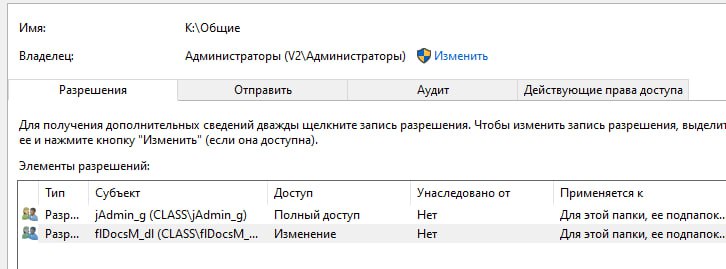 Имя: K:\Общие
Владелец: Администраторы (V2\Администраторы) Изменить
Разрешения Отправить Аудит Действующие права доступа
Для получения дополнительных сведений дважды щелкните запись разрешения. Чтобы изменить запись разрешения, выделит
ее и нажмите кнопку "Изменить" (если она доступна).
Элементы разрешений:
Тип Субъект Доступ Унаследовано от Применяется к
Разр... jAdmin_g (CLASS\jAdmin_g) Полный доступ Нет Для этой папки, ее подпапок...
Разр... flDocsM_dl (CLASS\flDocsM_... Изменение Нет Для этой папки, ее подпапок...